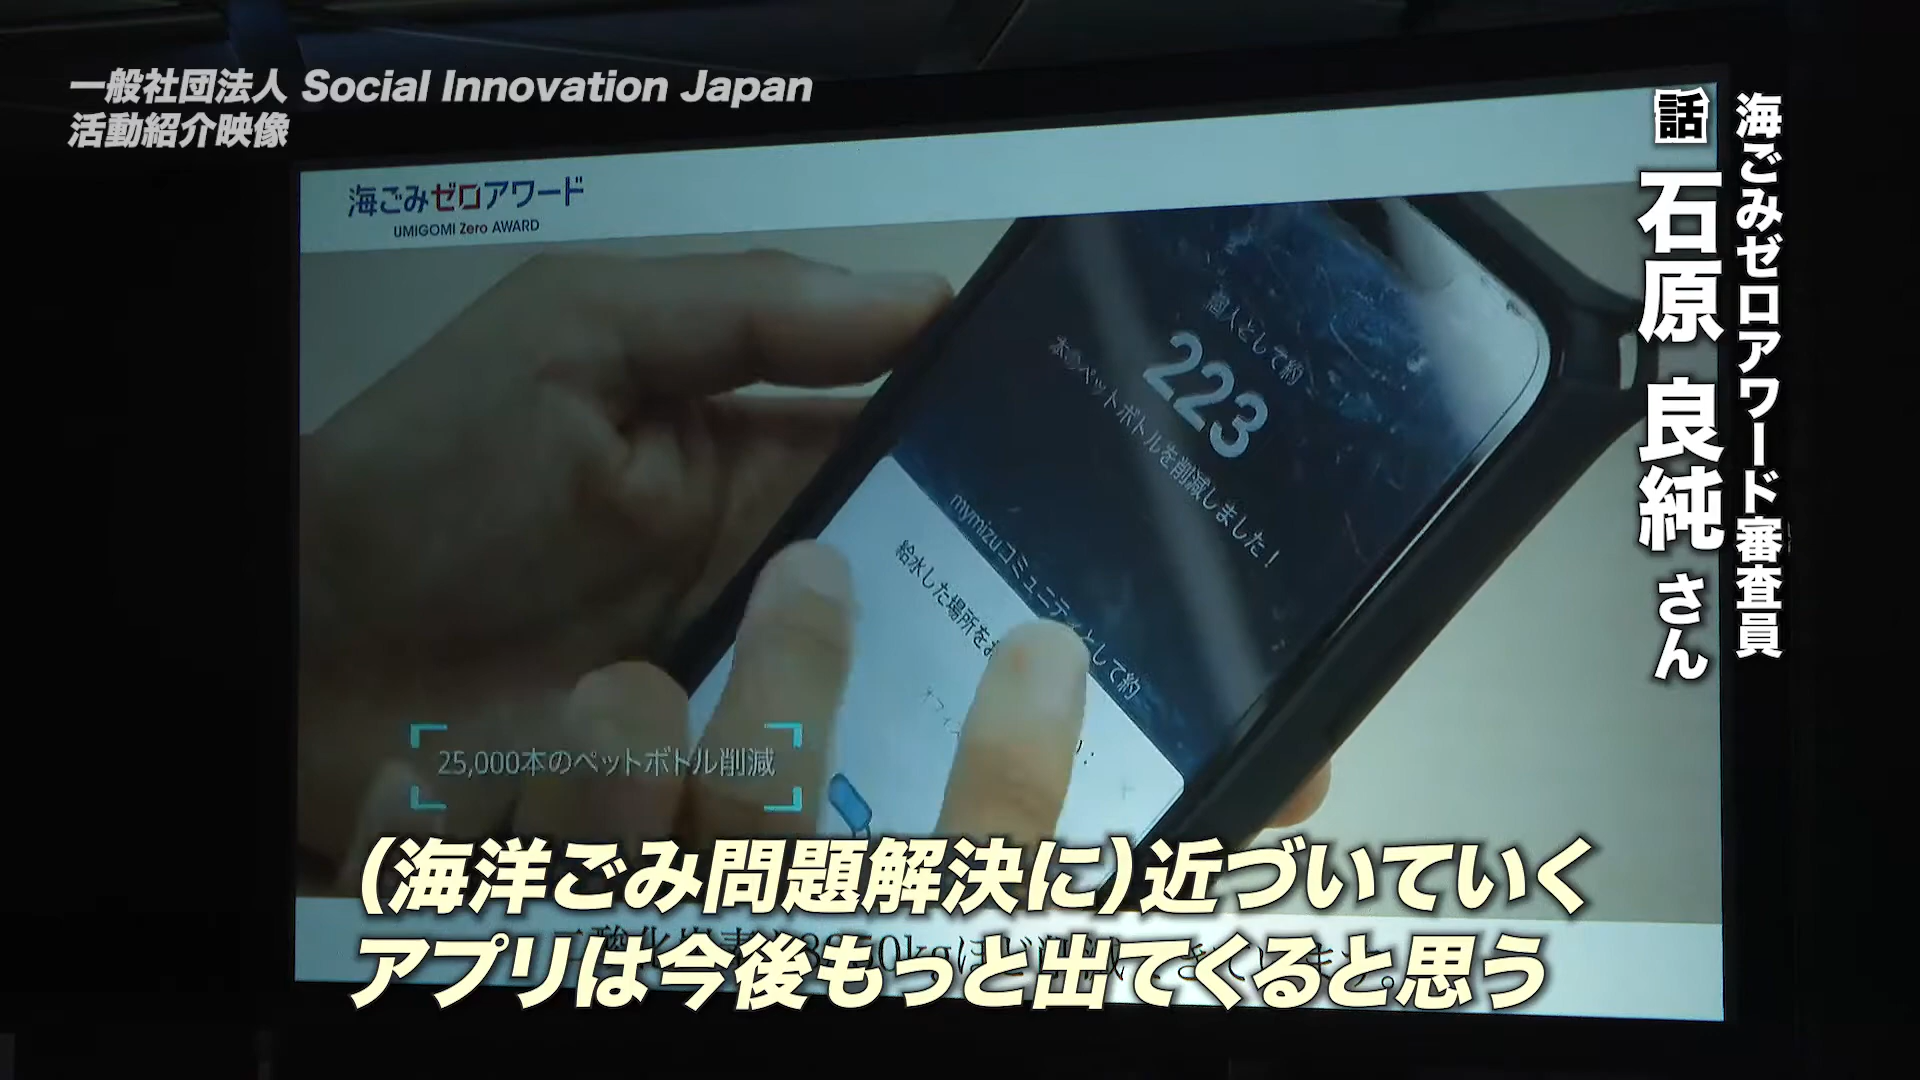 一般社団法人 Social Innovation Japan
活動紹介映像
海ごみゼロアワード審査員
話 石原 良純 さん
海ごみゼロアワード
UMIGOMI Zero AWARD
個人として約
223
本のペットボトルを削減しました!
mymizuコミュニティとして約
給水した場所を
25,000本のペットボトル削減
(海洋ごみ問題解決に)近づいていく
アプリは今後もっと出てくると思う